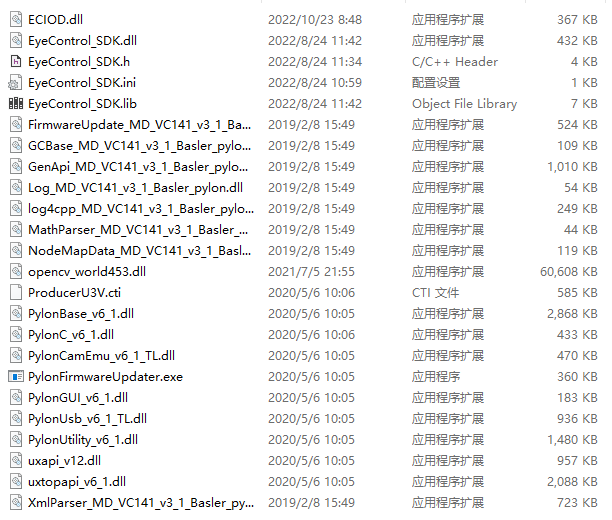 ECIOD.dll 2022/10/23 8:48 应用程序扩展 367 KB
EyeControl_SDK.dll 2022/8/24 11:42 应用程序扩展 432 KB
EyeControl_SDK.h 2022/8/24 11:34 C/C++ Header 4 KB
EyeControl_SDK.ini 2022/8/24 10:59 配置设置 1 KB
EyeControl_SDK.lib 2022/8/24 11:42 Object File Library 7 KB
FirmwareUpdate_MD_VC141_v3_1_Ba... 2019/2/8 15:49 应用程序扩展 524 KB
GCBase_MD_VC141_v3_1_Basler_pylo... 2019/2/8 15:49 应用程序扩展 109 KB
GenApi_MD_VC141_v3_1_Basler_pylo... 2019/2/8 15:49 应用程序扩展 1,010 KB
Log_MD_VC141_v3_1_Basler_pylon.dll 2019/2/8 15:49 应用程序扩展 54 KB
log4cpp_MD_VC141_v3_1_Basler_pylo... 2019/2/8 15:49 应用程序扩展 249 KB
MathParser_MD_VC141_v3_1_Basler_... 2019/2/8 15:49 应用程序扩展 44 KB
NodeMapData_MD_VC141_v3_1_Basl... 2019/2/8 15:49 应用程序扩展 119 KB
opencv_world453.dll 2021/7/5 21:55 应用程序扩展 60,608 KB
ProducerU3V.cti 2020/5/6 10:06 CTI 文件 585 KB
PylonBase_v6_1.dll 2020/5/6 10:05 应用程序扩展 2,868 KB
PylonC_v6_1.dll 2020/5/6 10:06 应用程序扩展 433 KB
PylonCamEmu_v6_1_TL.dll 2020/5/6 10:05 应用程序扩展 470 KB
PylonFirmwareUpdater.exe 2020/5/6 10:05 应用程序 360 KB
PylonGUI_v6_1.dll 2020/5/6 10:05 应用程序扩展 183 KB
PylonUsb_v6_1_TL.dll 2020/5/6 10:05 应用程序扩展 936 KB
PylonUtility_v6_1.dll 2020/5/6 10:05 应用程序扩展 1,480 KB
uxapi_v12.dll 2020/5/6 10:05 应用程序扩展 957 KB
uxtopapi_v6_1.dll 2020/5/6 10:05 应用程序扩展 2,088 KB
XmlParser_MD_VC141_v3_1_Basler_py... 2019/2/8 15:49 应用程序扩展 723 KB